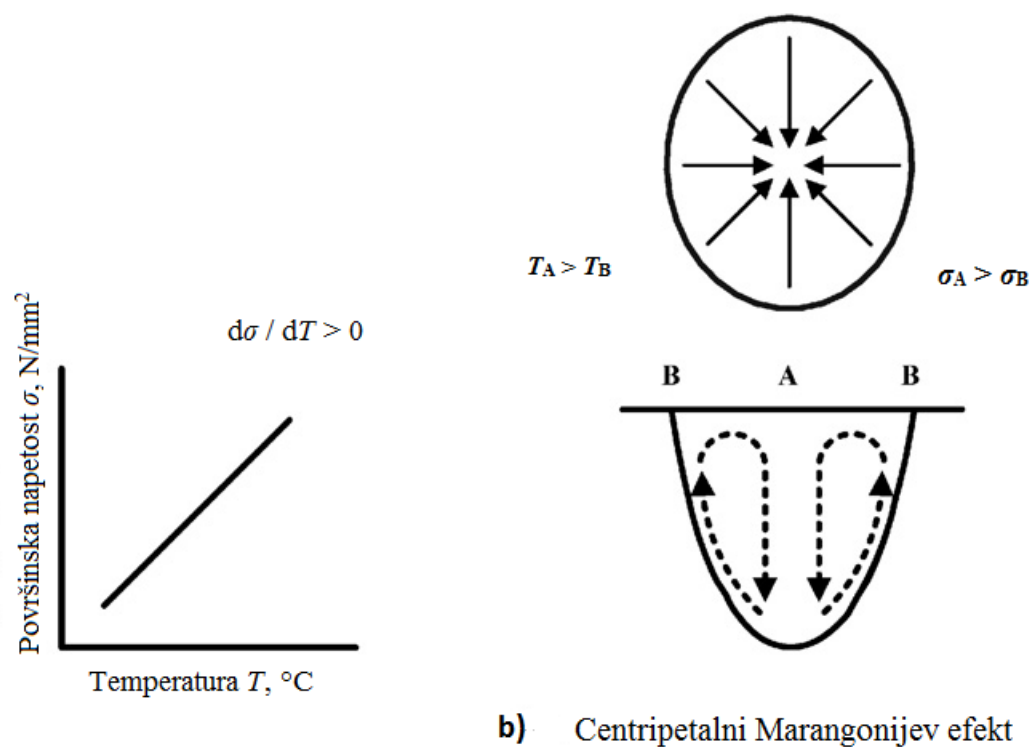 T_A > T_B
σ_A > σ_B
dσ / dT > 0
Površinska napetost σ, N/mm²
Temperatura T, °C
B A B
b) Centripetalni Marangonijev efekt